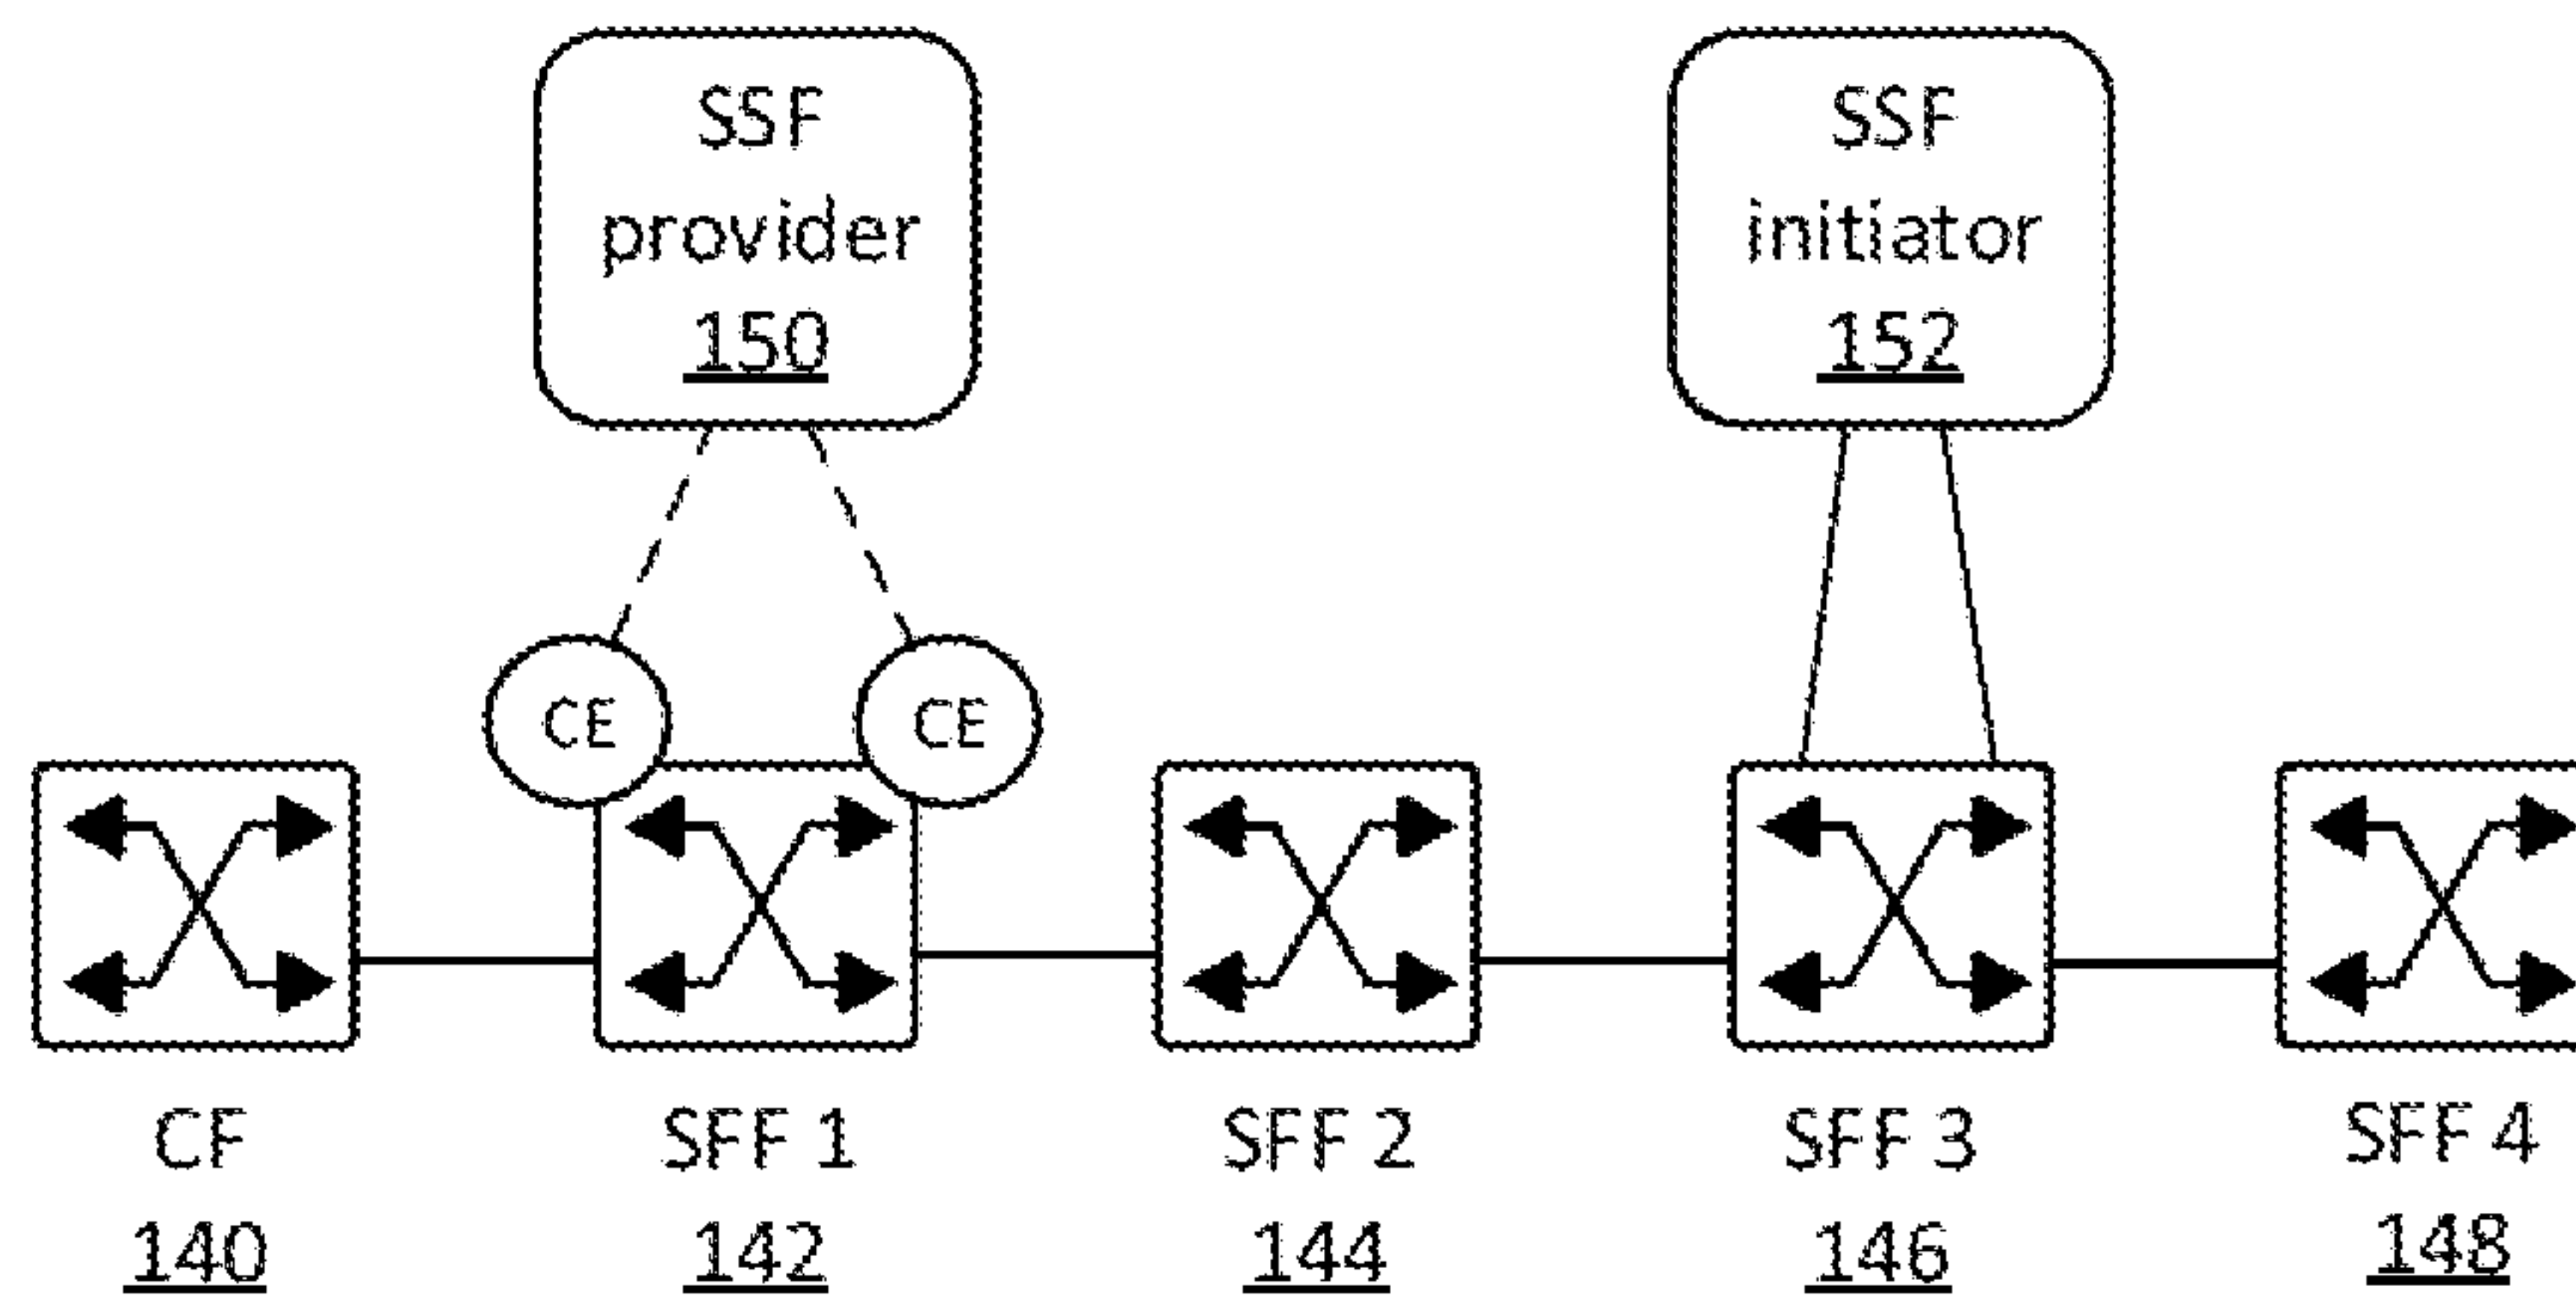 SSF
provider
150
SSF
initiator
152
CE
CE
CF
140
SFF 1
142
SFF 2
144
SFF 3
146
SFF 4
148